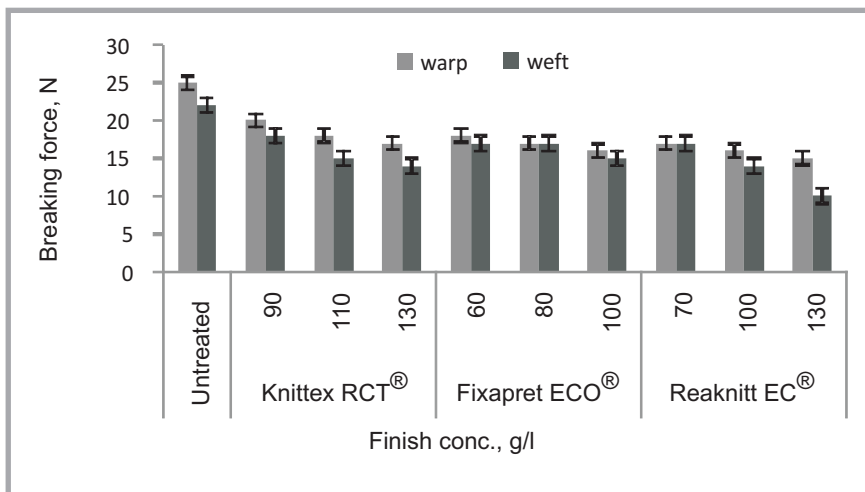 Breaking force, N
30
25
20
15
10
5
0
warp weft
Untreated 90 110 130 60 80 100 70 100 130
Knittex RCT® Fixapret ECO® Reaknitt EC®
Finish conc., g/l